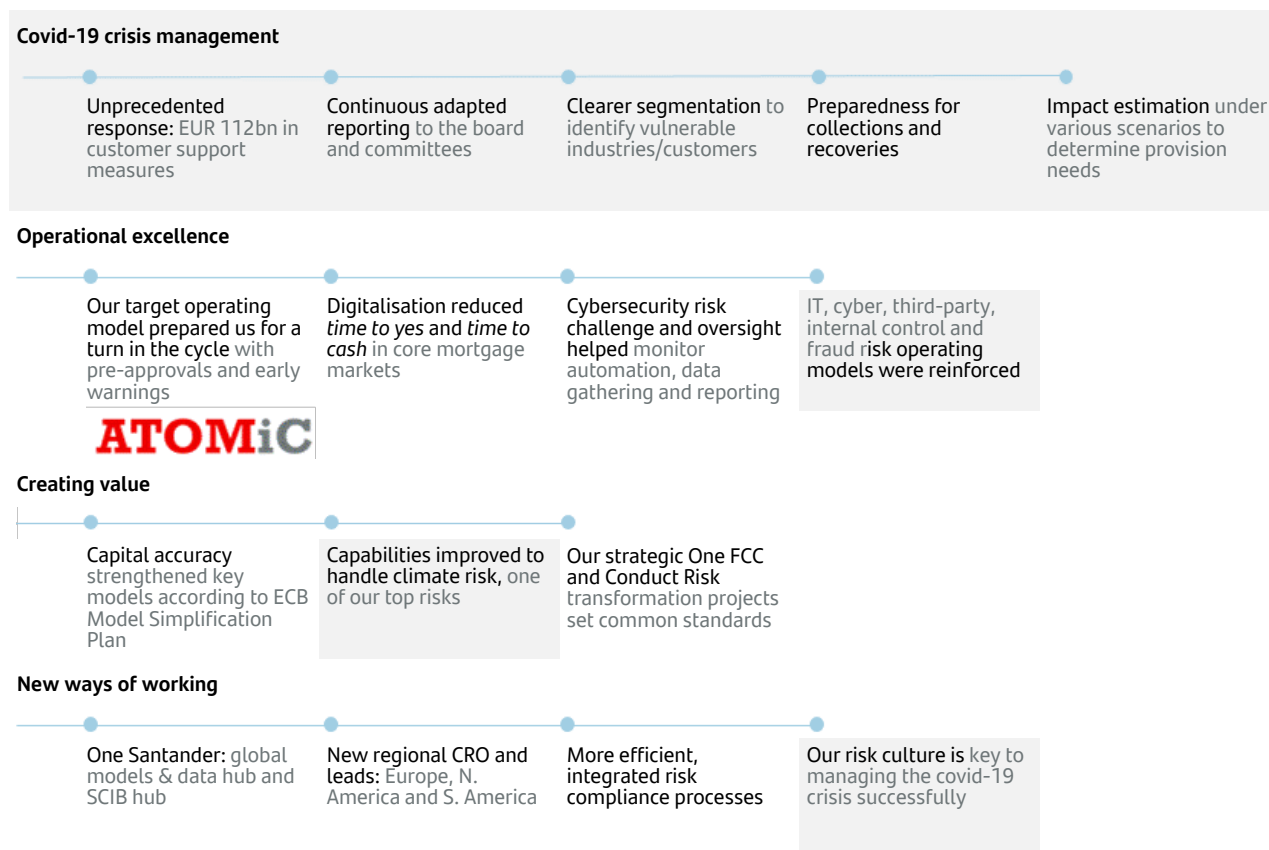 Covid-19 crisis management
Unprecedented
response: EUR 112bn in
customer support
measures
Continuous adapted
reporting to the board
and committees
Clearer segmentation to
identify vulnerable
industries/customers
Preparedness for
collections and
recoveries
Impact estimation under
various scenarios to
determine provision
needs
Operational excellence
Our target operating
model prepared us for a
turn in the cycle with
pre-approvals and early
warnings
ATOMiC
Digitalisation reduced
time to yes and time to
cash in core mortgage
markets
Cybersecurity risk
challenge and oversight
helped monitor
automation, data
gathering and reporting
IT, cyber, third-party,
internal control and
fraud risk operating
models were reinforced
Creating value
Capital accuracy
strengthened key
models according to ECB
Model Simplification
Plan
Capabilities improved to
handle climate risk, one
of our top risks
Our strategic One FCC
and Conduct Risk
transformation projects
set common standards
New ways of working
One Santander: global
models & data hub and
SCIB hub
New regional CRO and
leads: Europe, N.
America and S. America
More efficient,
integrated risk
compliance processes
Our risk culture is key to
managing the covid-19
crisis successfully